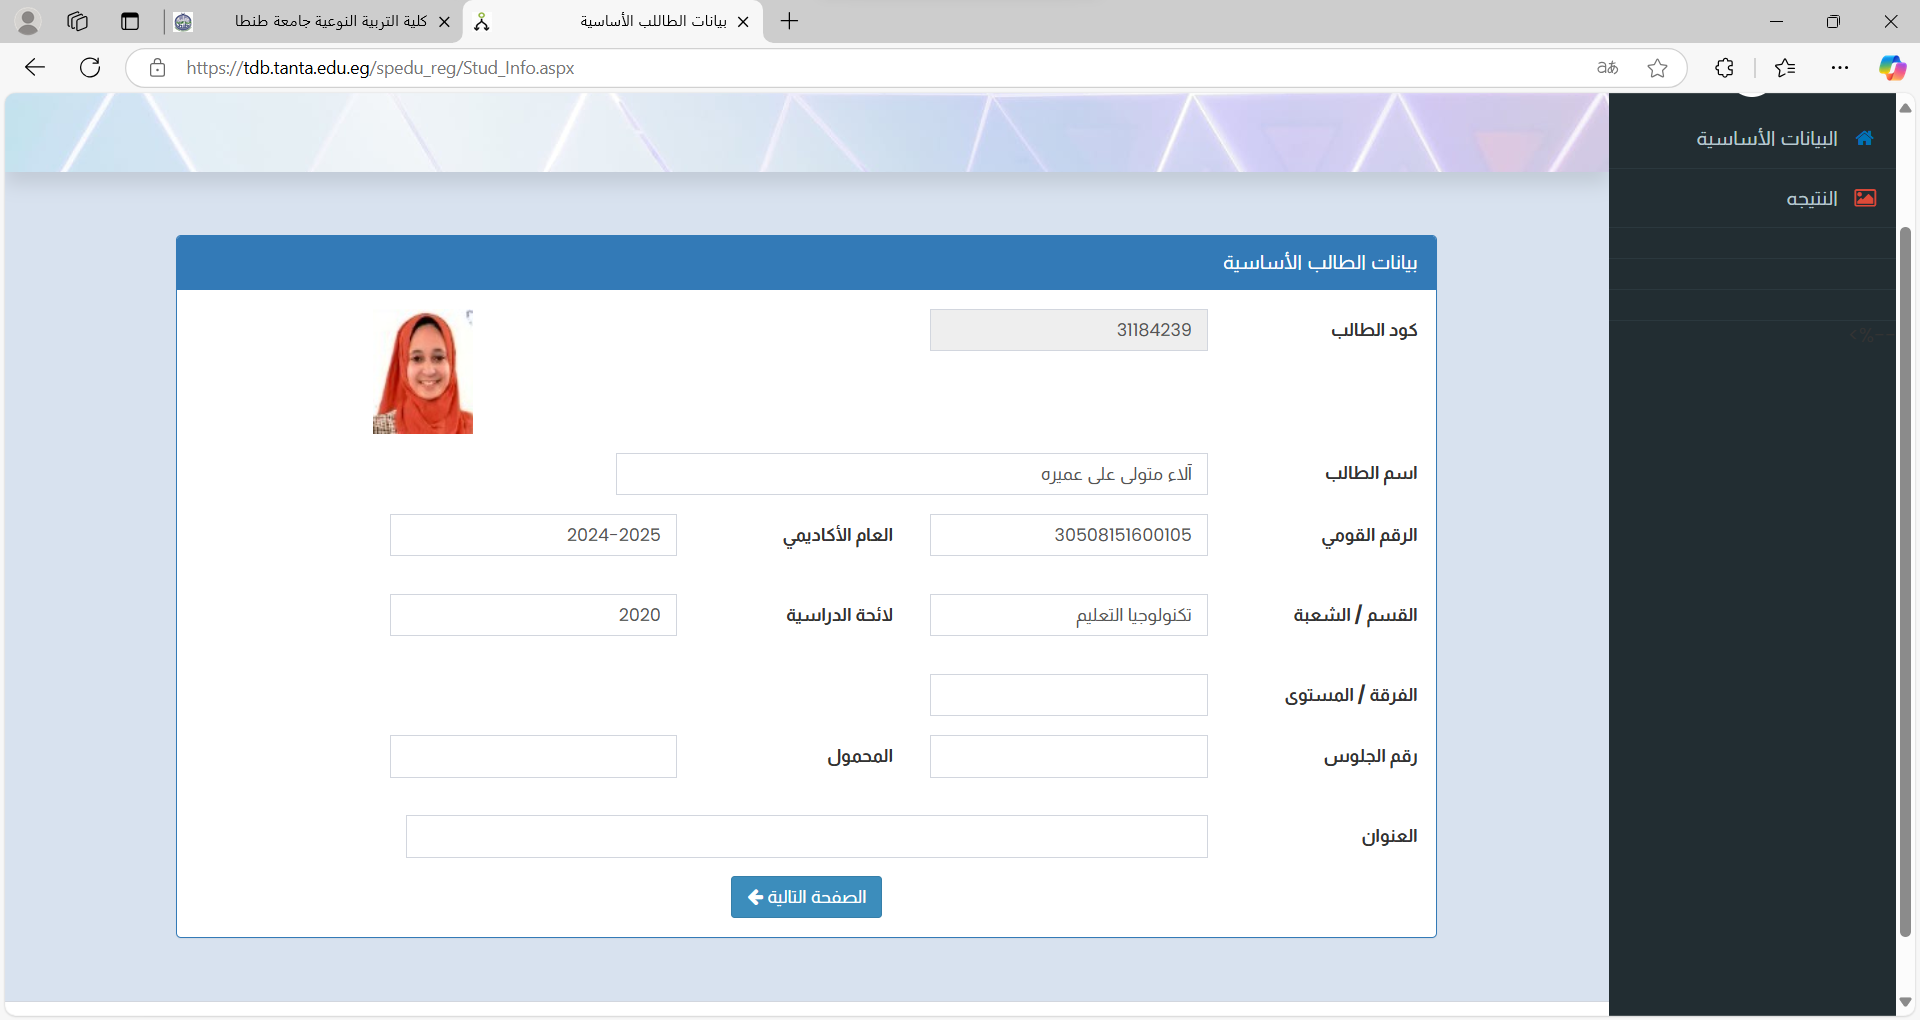 كلية التربية النوعية جامعة طنطا
بيانات الطاللب الأساسية
https://tdb.tanta.edu.eg/spedu_reg/Stud_Info.aspx
البيانات الأساسية
النتيجه
<%--
بيانات الطالب الأساسية
كود الطالب 31184239
اسم الطالب آلاء متولى على عميره
الرقم القومي 30508151600105 العام الأكاديمي 2024-2025
القسم / الشعبة تكنولوجيا التعليم لائحة الدراسية 2020
الفرقة / المستوى
رقم الجلوس المحمول
العنوان
الصفحة التالية